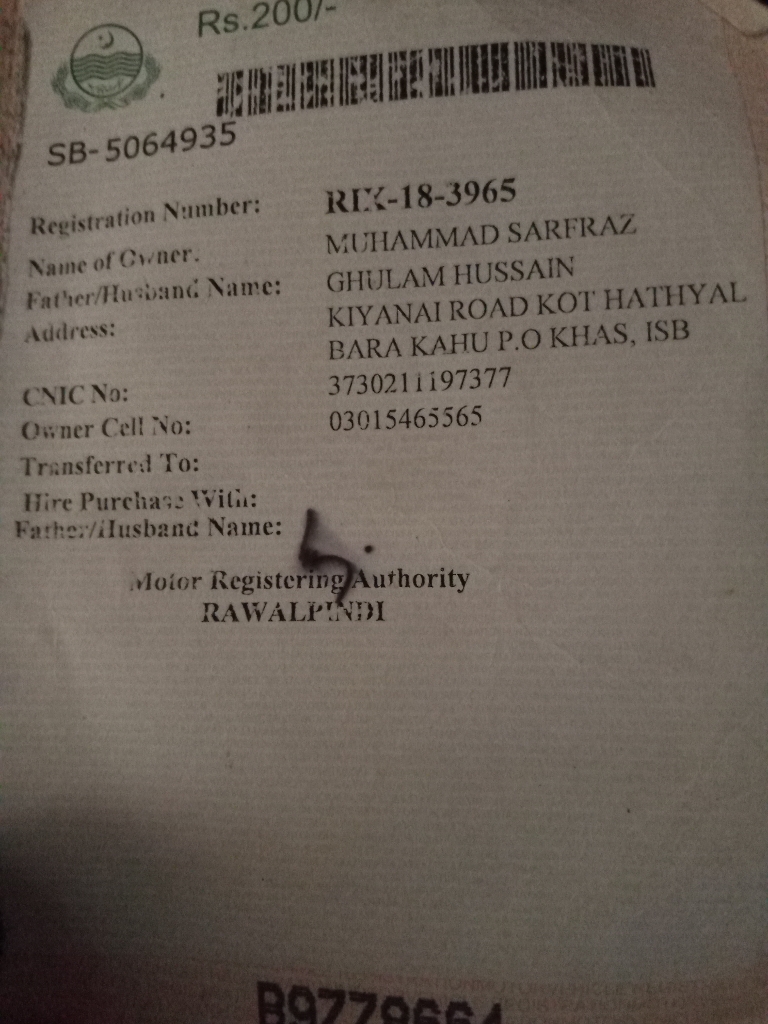 Rs.200/-
SB-5064935
Registration Number: RIK-18-3965
Name of Owner. MUHAMMAD SARFRAZ
Father/Husband Name: GHULAM HUSSAIN
Address: KIYANAI ROAD KOT HATHYAL
BARA KAHU P.O KHAS, ISB
CNIC No: 3730211197377
Owner Cell No: 03015465565
Transferred To:
Hire Purchase With:
Father/Husband Name:
Motor Registering Authority
RAWALPINDI
B9779664